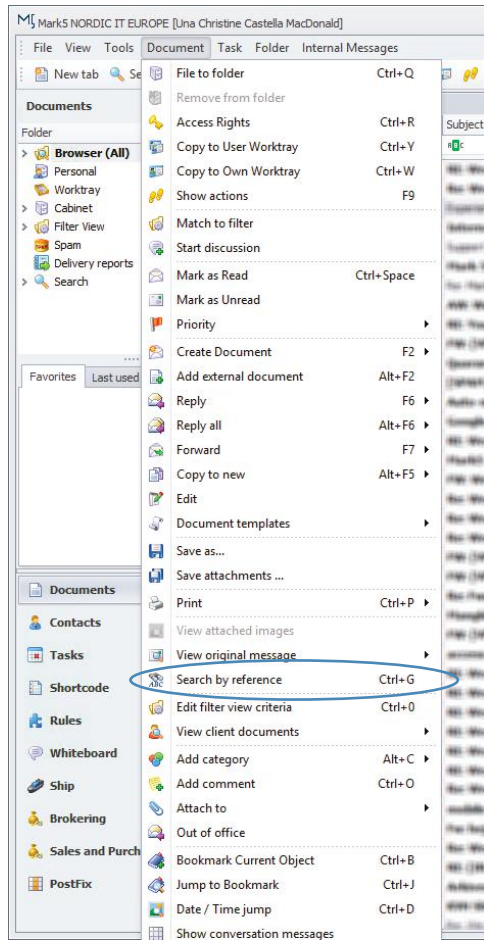 Mark5 NORDIC IT EUROPE [Una Christine Castella MacDonald]
File View Tools Document Task Folder Internal Messages
New tab Se
Documents
Folder
Browser (All)
Personal
Worktray
Cabinet
Filter View
Spam
Delivery reports
Search
Favorites Last used
Documents
Contacts
Tasks
Shortcode
Rules
Whiteboard
Ship
Brokering
Sales and Purch
PostFix
File to folder Ctrl+Q
Remove from folder
Access Rights Ctrl+R
Copy to User Worktray Ctrl+Y
Copy to Own Worktray Ctrl+W
Show actions F9
Match to filter
Start discussion
Mark as Read Ctrl+Space
Mark as Unread
Priority
Create Document F2
Add external document Alt+F2
Reply F6
Reply all Alt+F6
Forward F7
Copy to new Alt+F5
Edit
Document templates
Save as...
Save attachments ...
Print Ctrl+P
View attached images
View original message
Search by reference Ctrl+G
Edit filter view criteria Ctrl+0
View client documents
Add category Alt+C
Add comment Ctrl+O
Attach to
Out of office
Bookmark Current Object Ctrl+B
Jump to Bookmark Ctrl+J
Date / Time jump Ctrl+D
Show conversation messages
Subject